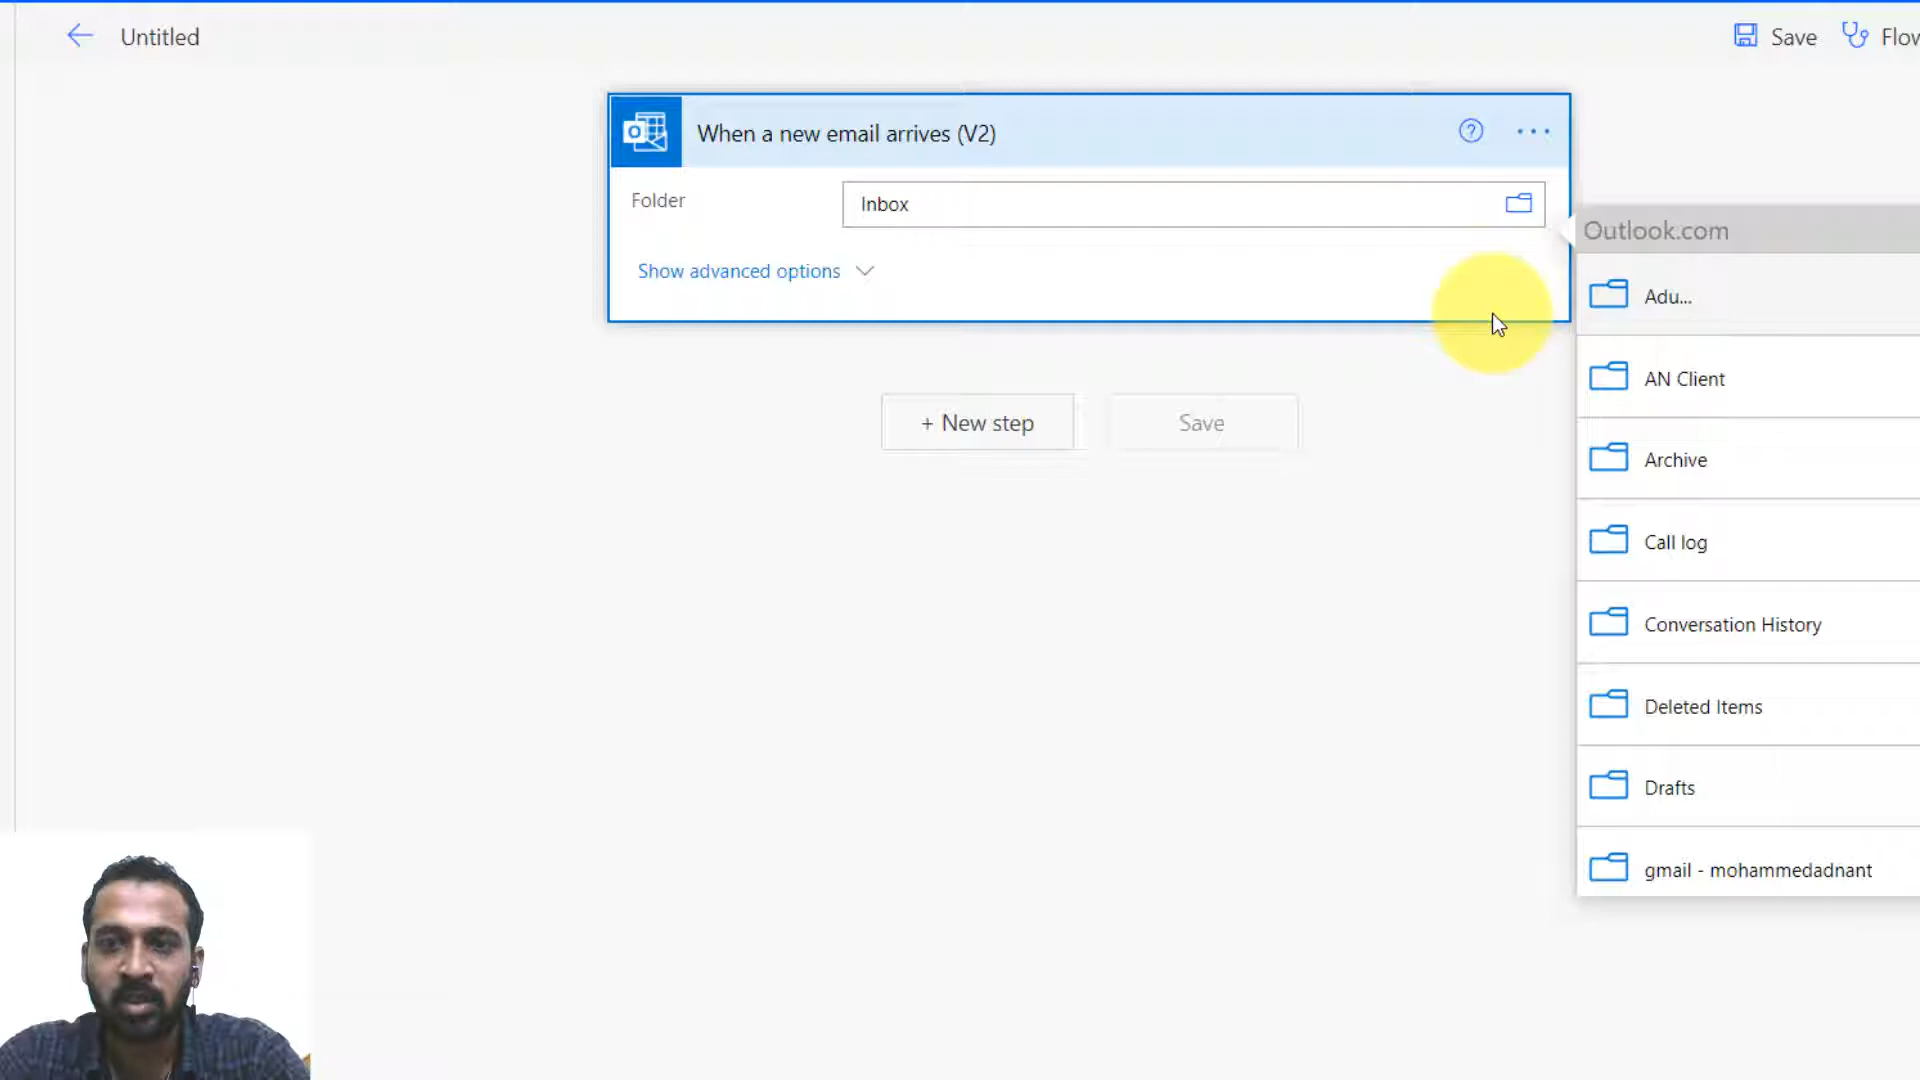 Untitled
Save
Flow
When a new email arrives (V2)
Folder
Inbox
Show advanced options
+ New step
Save
Outlook.com
Adu...
AN Client
Archive
Call log
Conversation History
Deleted Items
Drafts
gmail - mohammedadnant